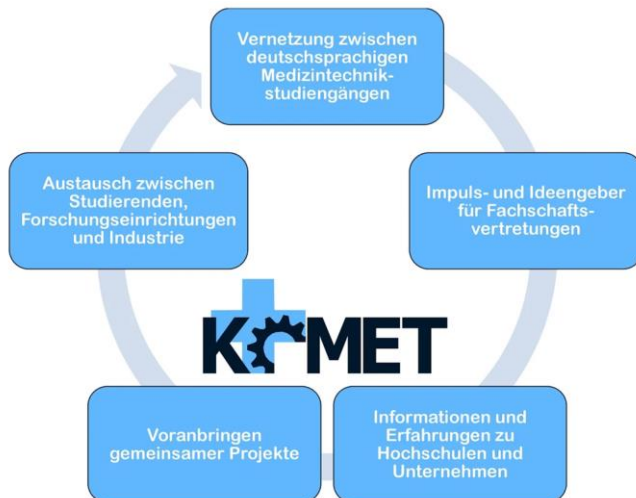 Vernetzung zwischen
deutschsprachigen
Medizintechnik-
studiengängen
Impuls- und Ideengeber
für Fachschafts-
vertretungen
Informationen und
Erfahrungen zu
Hochschulen und
Unternehmen
Voranbringen
gemeinsamer Projekte
Austausch zwischen
Studierenden,
Forschungseinrichtungen
und Industrie
KOMET